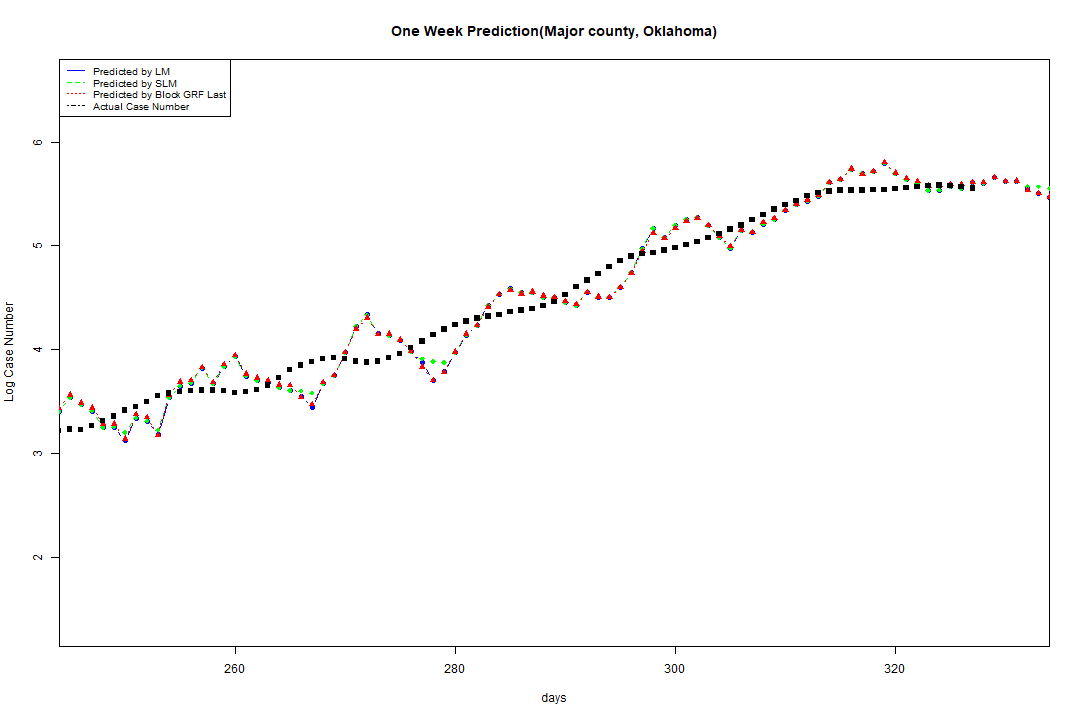 One Week Prediction(Major county, Oklahoma)
Predicted by LM
Predicted by SLM
Predicted by Block GRF Last
Actual Case Number
6
5
4
3
2
Log Case Number
260
280
300
320
days